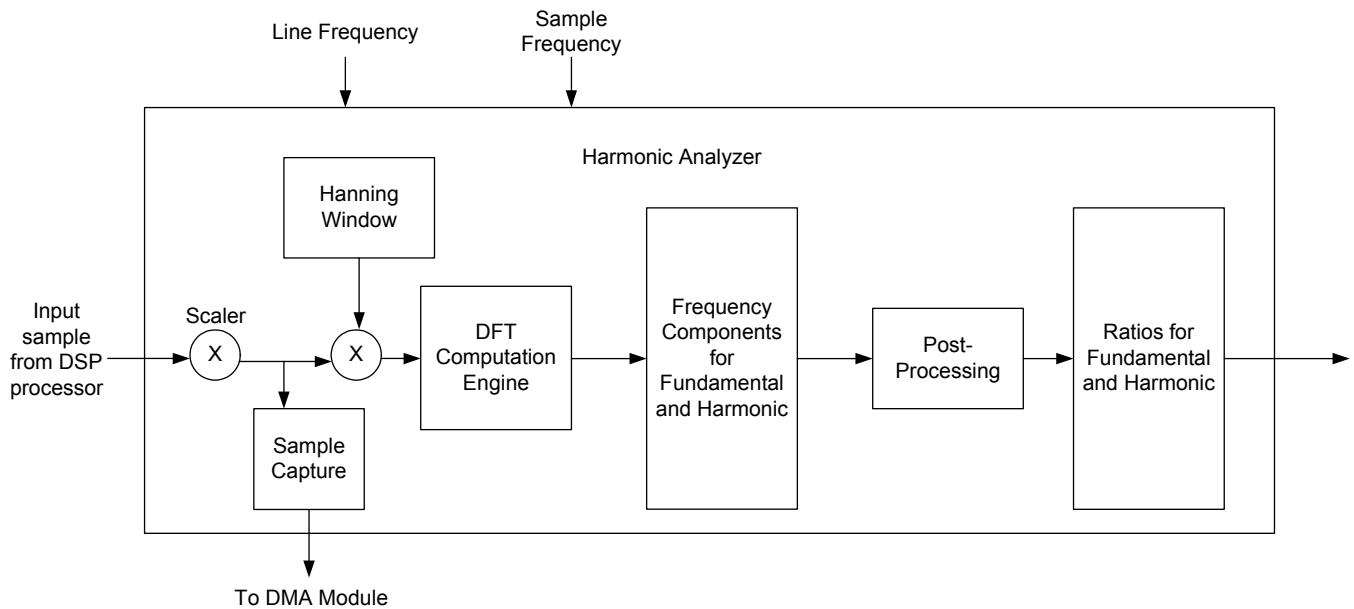 Line Frequency
Sample
Frequency
Harmonic Analyzer
Hanning
Window
Input
sample
from DSP
processor
Scaler
X
X
DFT
Computation
Engine
Frequency
Components
for
Fundamental
and Harmonic
Post-
Processing
Ratios for
Fundamental
and Harmonic
Sample
Capture
To DMA Module